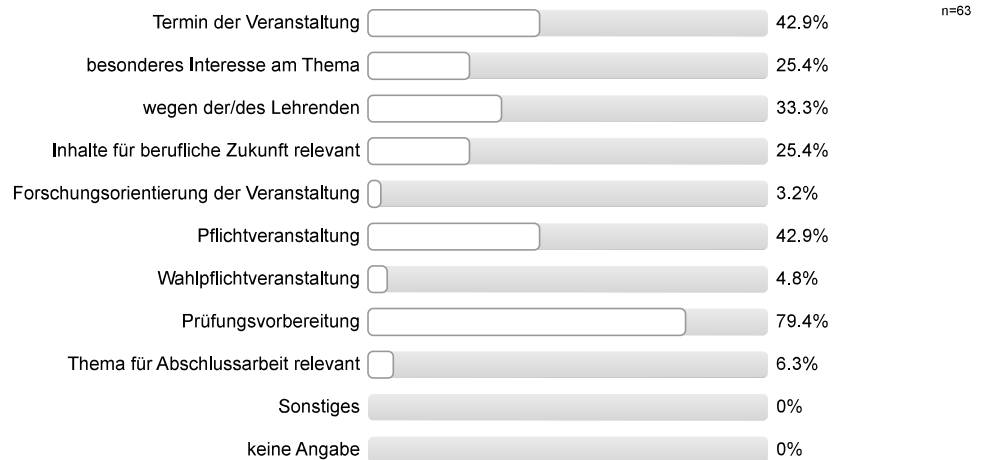 n=63
Termin der Veranstaltung 42.9%
besonderes Interesse am Thema 25.4%
wegen der/des Lehrenden 33.3%
Inhalte für berufliche Zukunft relevant 25.4%
Forschungsorientierung der Veranstaltung 3.2%
Pflichtveranstaltung 42.9%
Wahlpflichtveranstaltung 4.8%
Prüfungsvorbereitung 79.4%
Thema für Abschlussarbeit relevant 6.3%
Sonstiges 0%
keine Angabe 0%